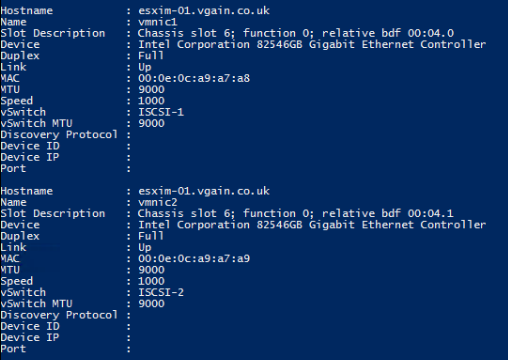 Hostname : esxim-01.vgain.co.uk
Name : vmnic1
Slot Description : Chassis slot 6; function 0; relative bdf 00:04.0
Device : Intel Corporation 82546GB Gigabit Ethernet Controller
Duplex : Full
Link : Up
MAC : 00:0e:0c:a9:a7:a8
MTU : 9000
Speed : 1000
vSwitch : ISCSI-1
vSwitch MTU : 9000
Discovery Protocol :
Device ID :
Device IP :
Port :
Hostname : esxim-01.vgain.co.uk
Name : vmnic2
Slot Description : Chassis slot 6; function 0; relative bdf 00:04.1
Device : Intel Corporation 82546GB Gigabit Ethernet Controller
Duplex : Full
Link : Up
MAC : 00:0e:0c:a9:a7:a9
MTU : 9000
Speed : 1000
vSwitch : ISCSI-2
vSwitch MTU : 9000
Discovery Protocol :
Device ID :
Device IP :
Port :